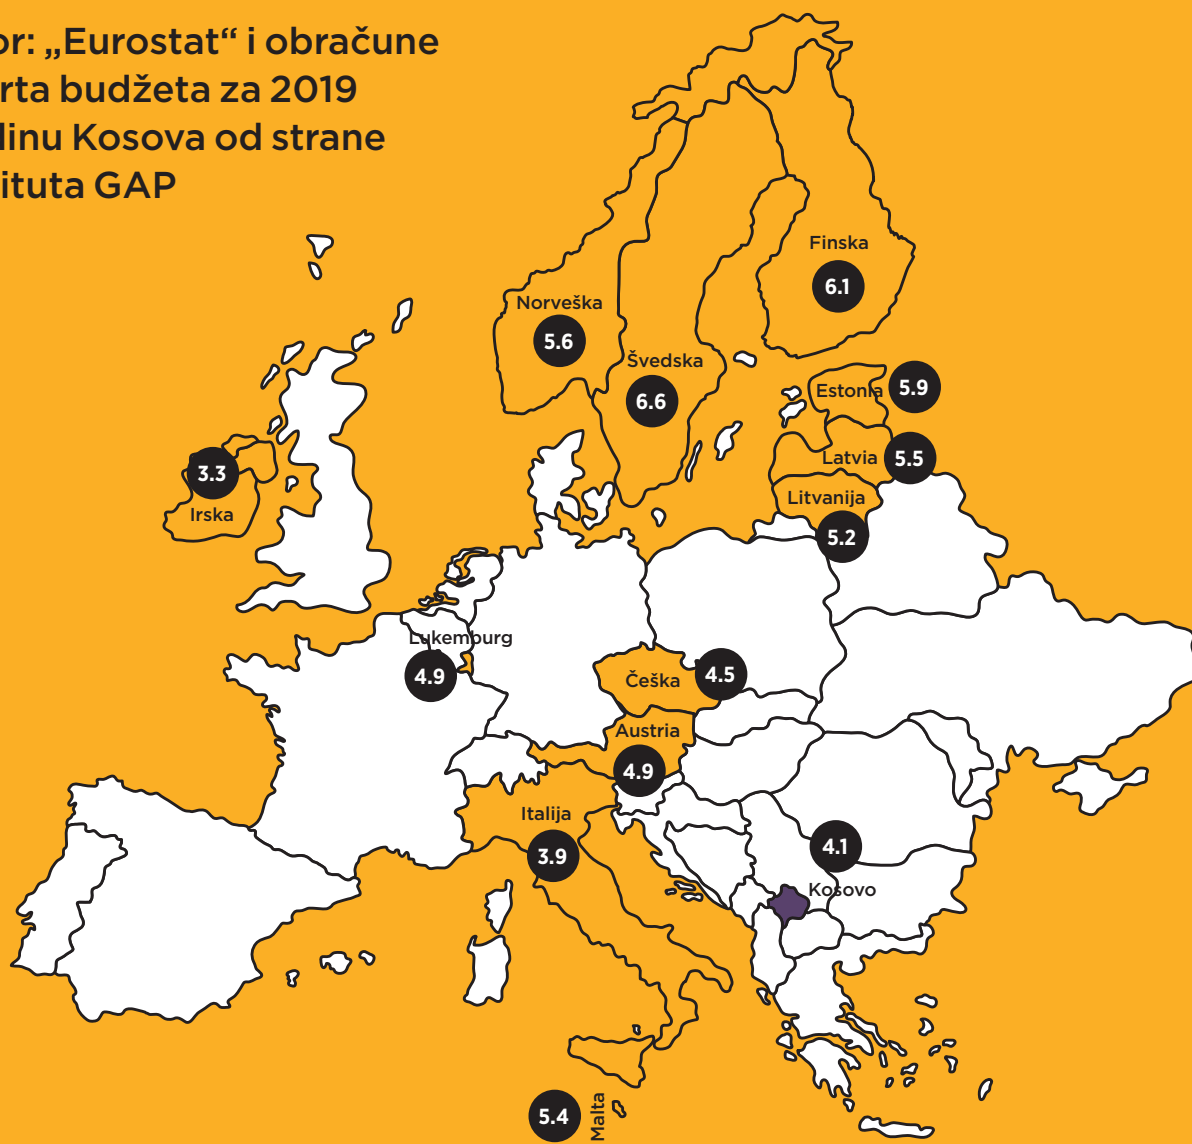 or: „Eurostat“ i obračune
rta budžeta za 2019
linu Kosova od strane
ituta GAP
Finska
6.1
Norveška
5.6
Švedska
6.6
Estonia
5.9
Latvia
5.5
3.3
Irska
Litvanija
5.2
Lukemburg
4.9
Češka
4.5
Austria
4.9
Italija
3.9
4.1
Kosovo
5.4
Malta